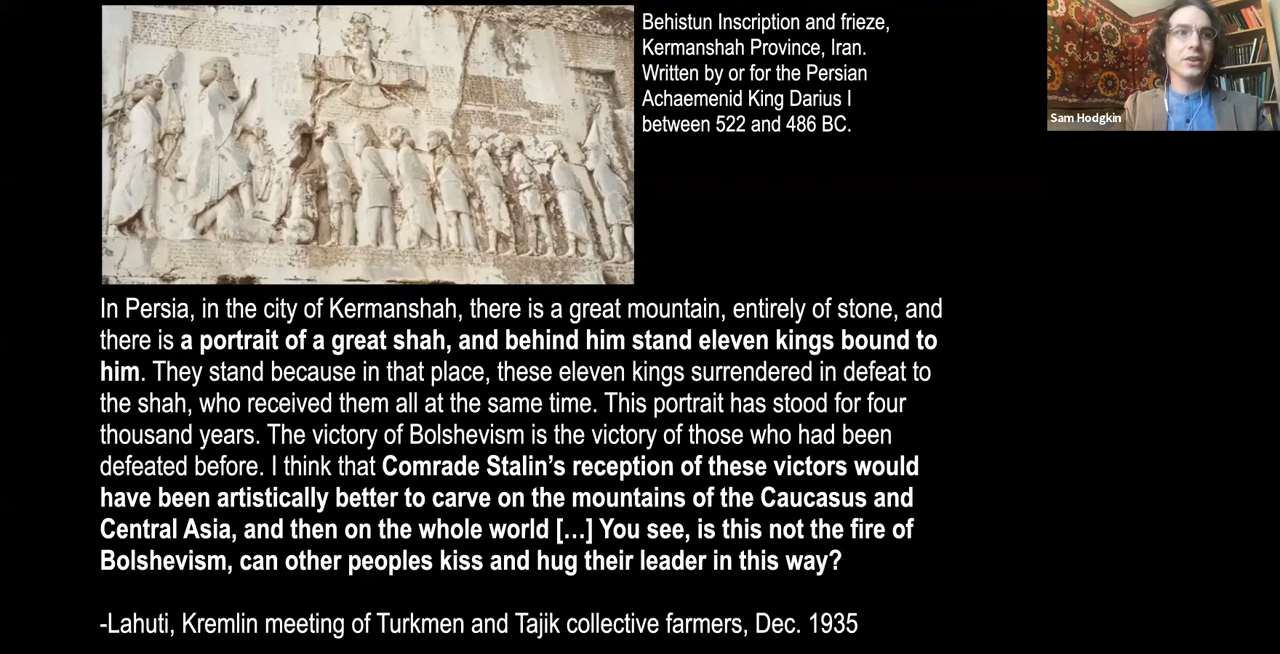 Behistun Inscription and frieze,
Kermanshah Province, Iran.
Written by or for the Persian
Achaemenid King Darius I
between 522 and 486 BC.
Sam Hodgkin
In Persia, in the city of Kermanshah, there is a great mountain, entirely of stone, and
there is a portrait of a great shah, and behind him stand eleven kings bound to
him. They stand because in that place, these eleven kings surrendered in defeat to
the shah, who received them all at the same time. This portrait has stood for four
thousand years. The victory of Bolshevism is the victory of those who had been
defeated before. I think that Comrade Stalin’s reception of these victors would
have been artistically better to carve on the mountains of the Caucasus and
Central Asia, and then on the whole world […] You see, is this not the fire of
Bolshevism, can other peoples kiss and hug their leader in this way?
-Lahuti, Kremlin meeting of Turkmen and Tajik collective farmers, Dec. 1935